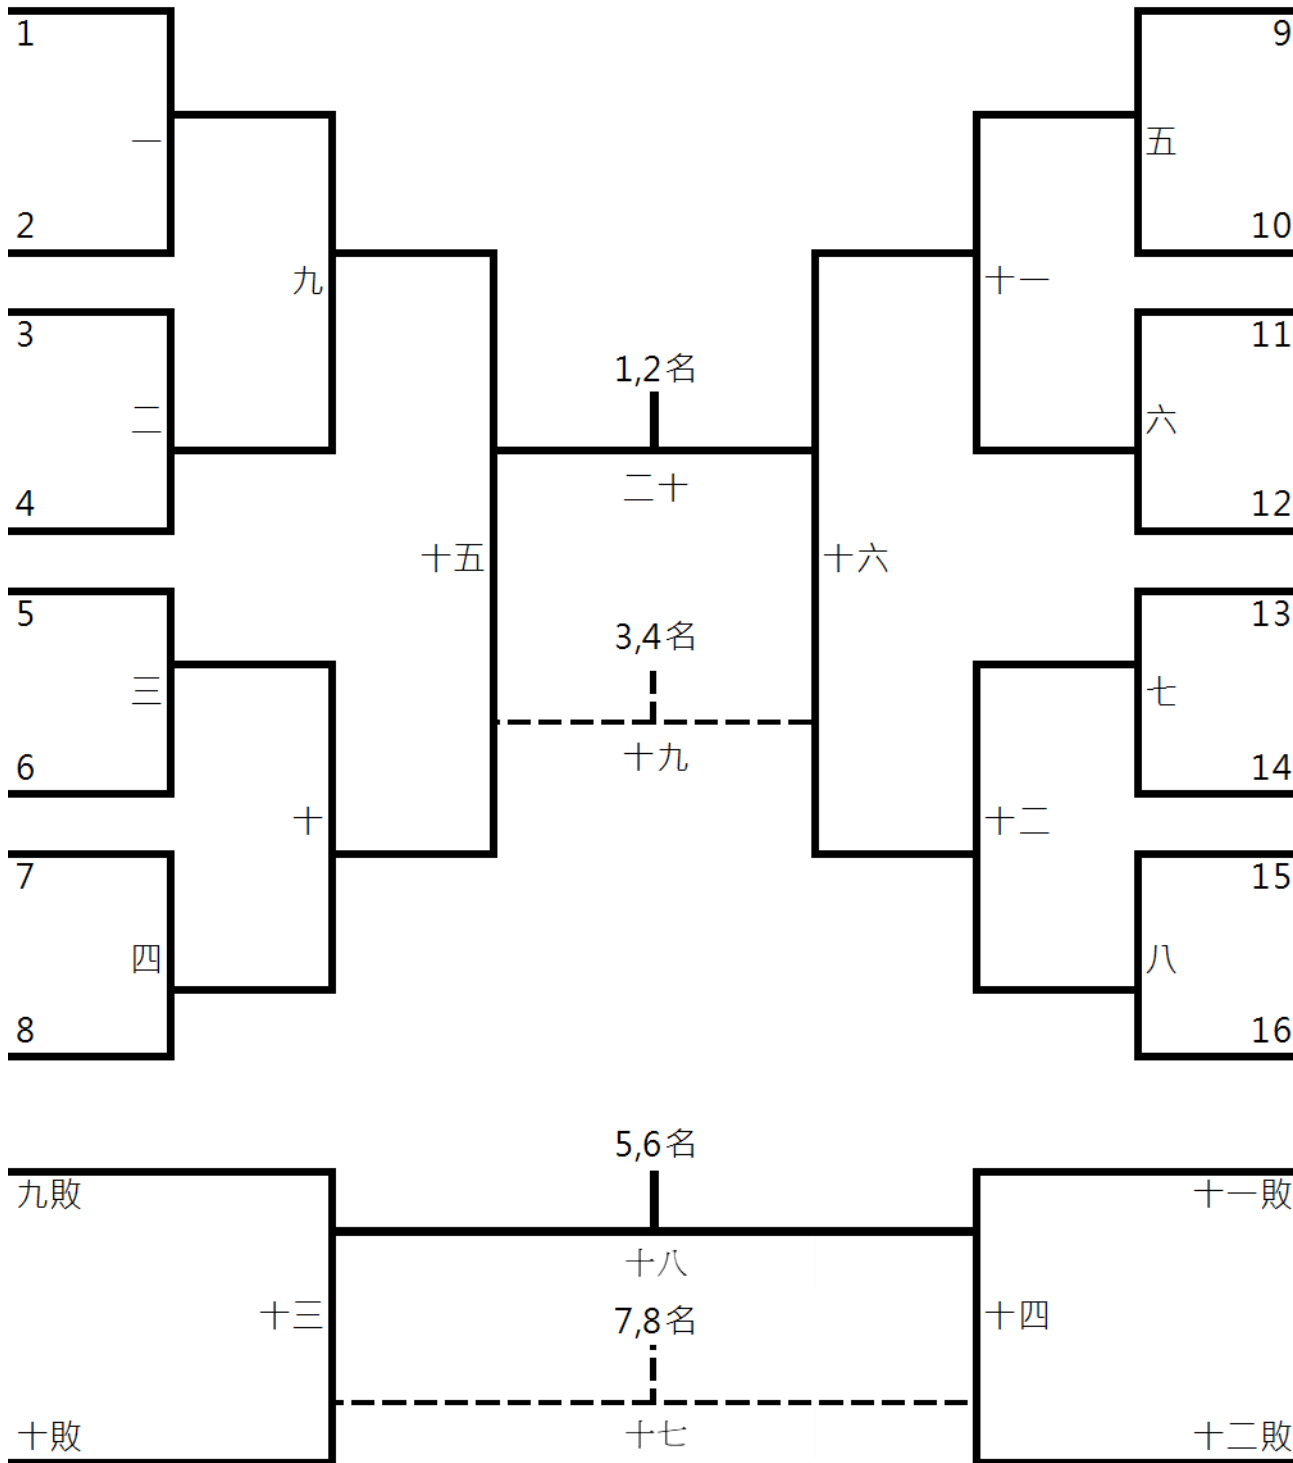 1
9
一
五
2
10
九
十一
3
11
1,2名
二
六
二十
4
12
十五
十六
5
13
3,4名
三
七
十九
6
14
十
十二
7
15
四
八
8
16
5,6名
九敗
十一敗
十八
十三
7,8名
十四
十敗
十七
十二敗